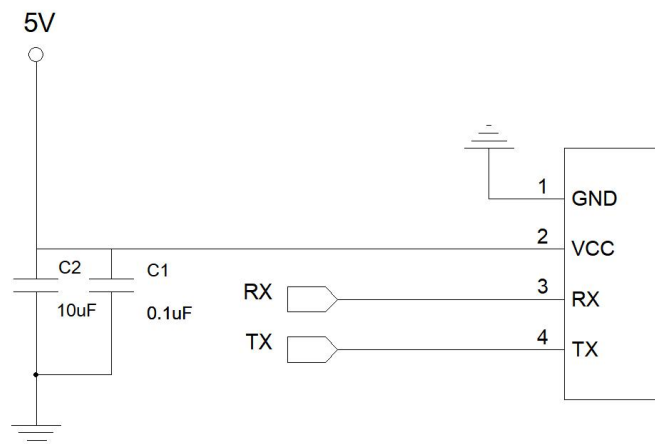 5V
1 GND
2 VCC
C2 C1
10uF 0.1uF
RX 3 RX
TX 4 TX